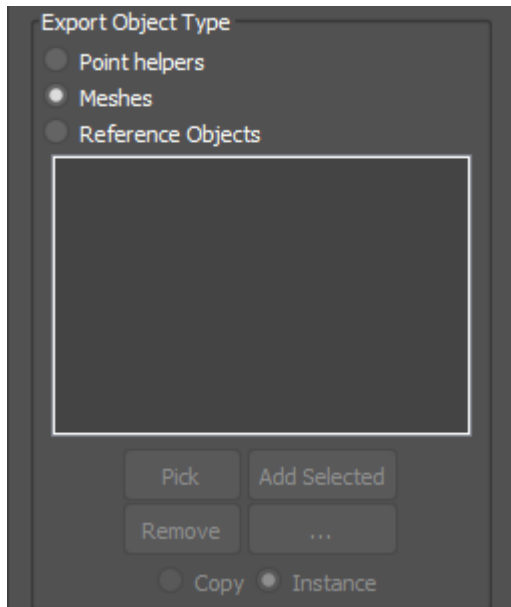 Export Object Type
Point helpers
Meshes
Reference Objects
Pick Add Selected
Remove ...
Copy Instance